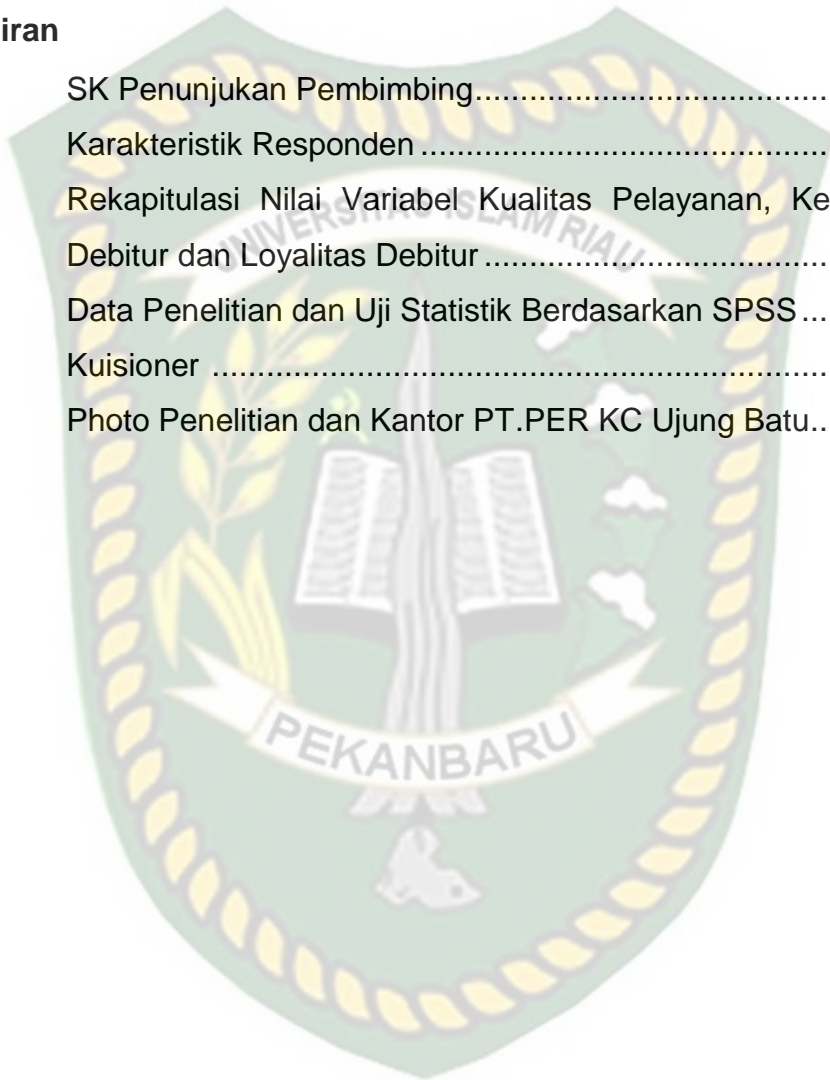 iran
SK Penunjukan Pembimbing.....................................
Karakteristik Responden .............................................
Rekapitulasi Nilai Variabel Kualitas Pelayanan, Ke
Debitur dan Loyalitas Debitur ......................................
Data Penelitian dan Uji Statistik Berdasarkan SPSS ...
Kuisioner ....................................................................
Photo Penelitian dan Kantor PT.PER KC Ujung Batu..
UNIVERSITAS ISLAM RIAU
PEKANBARU